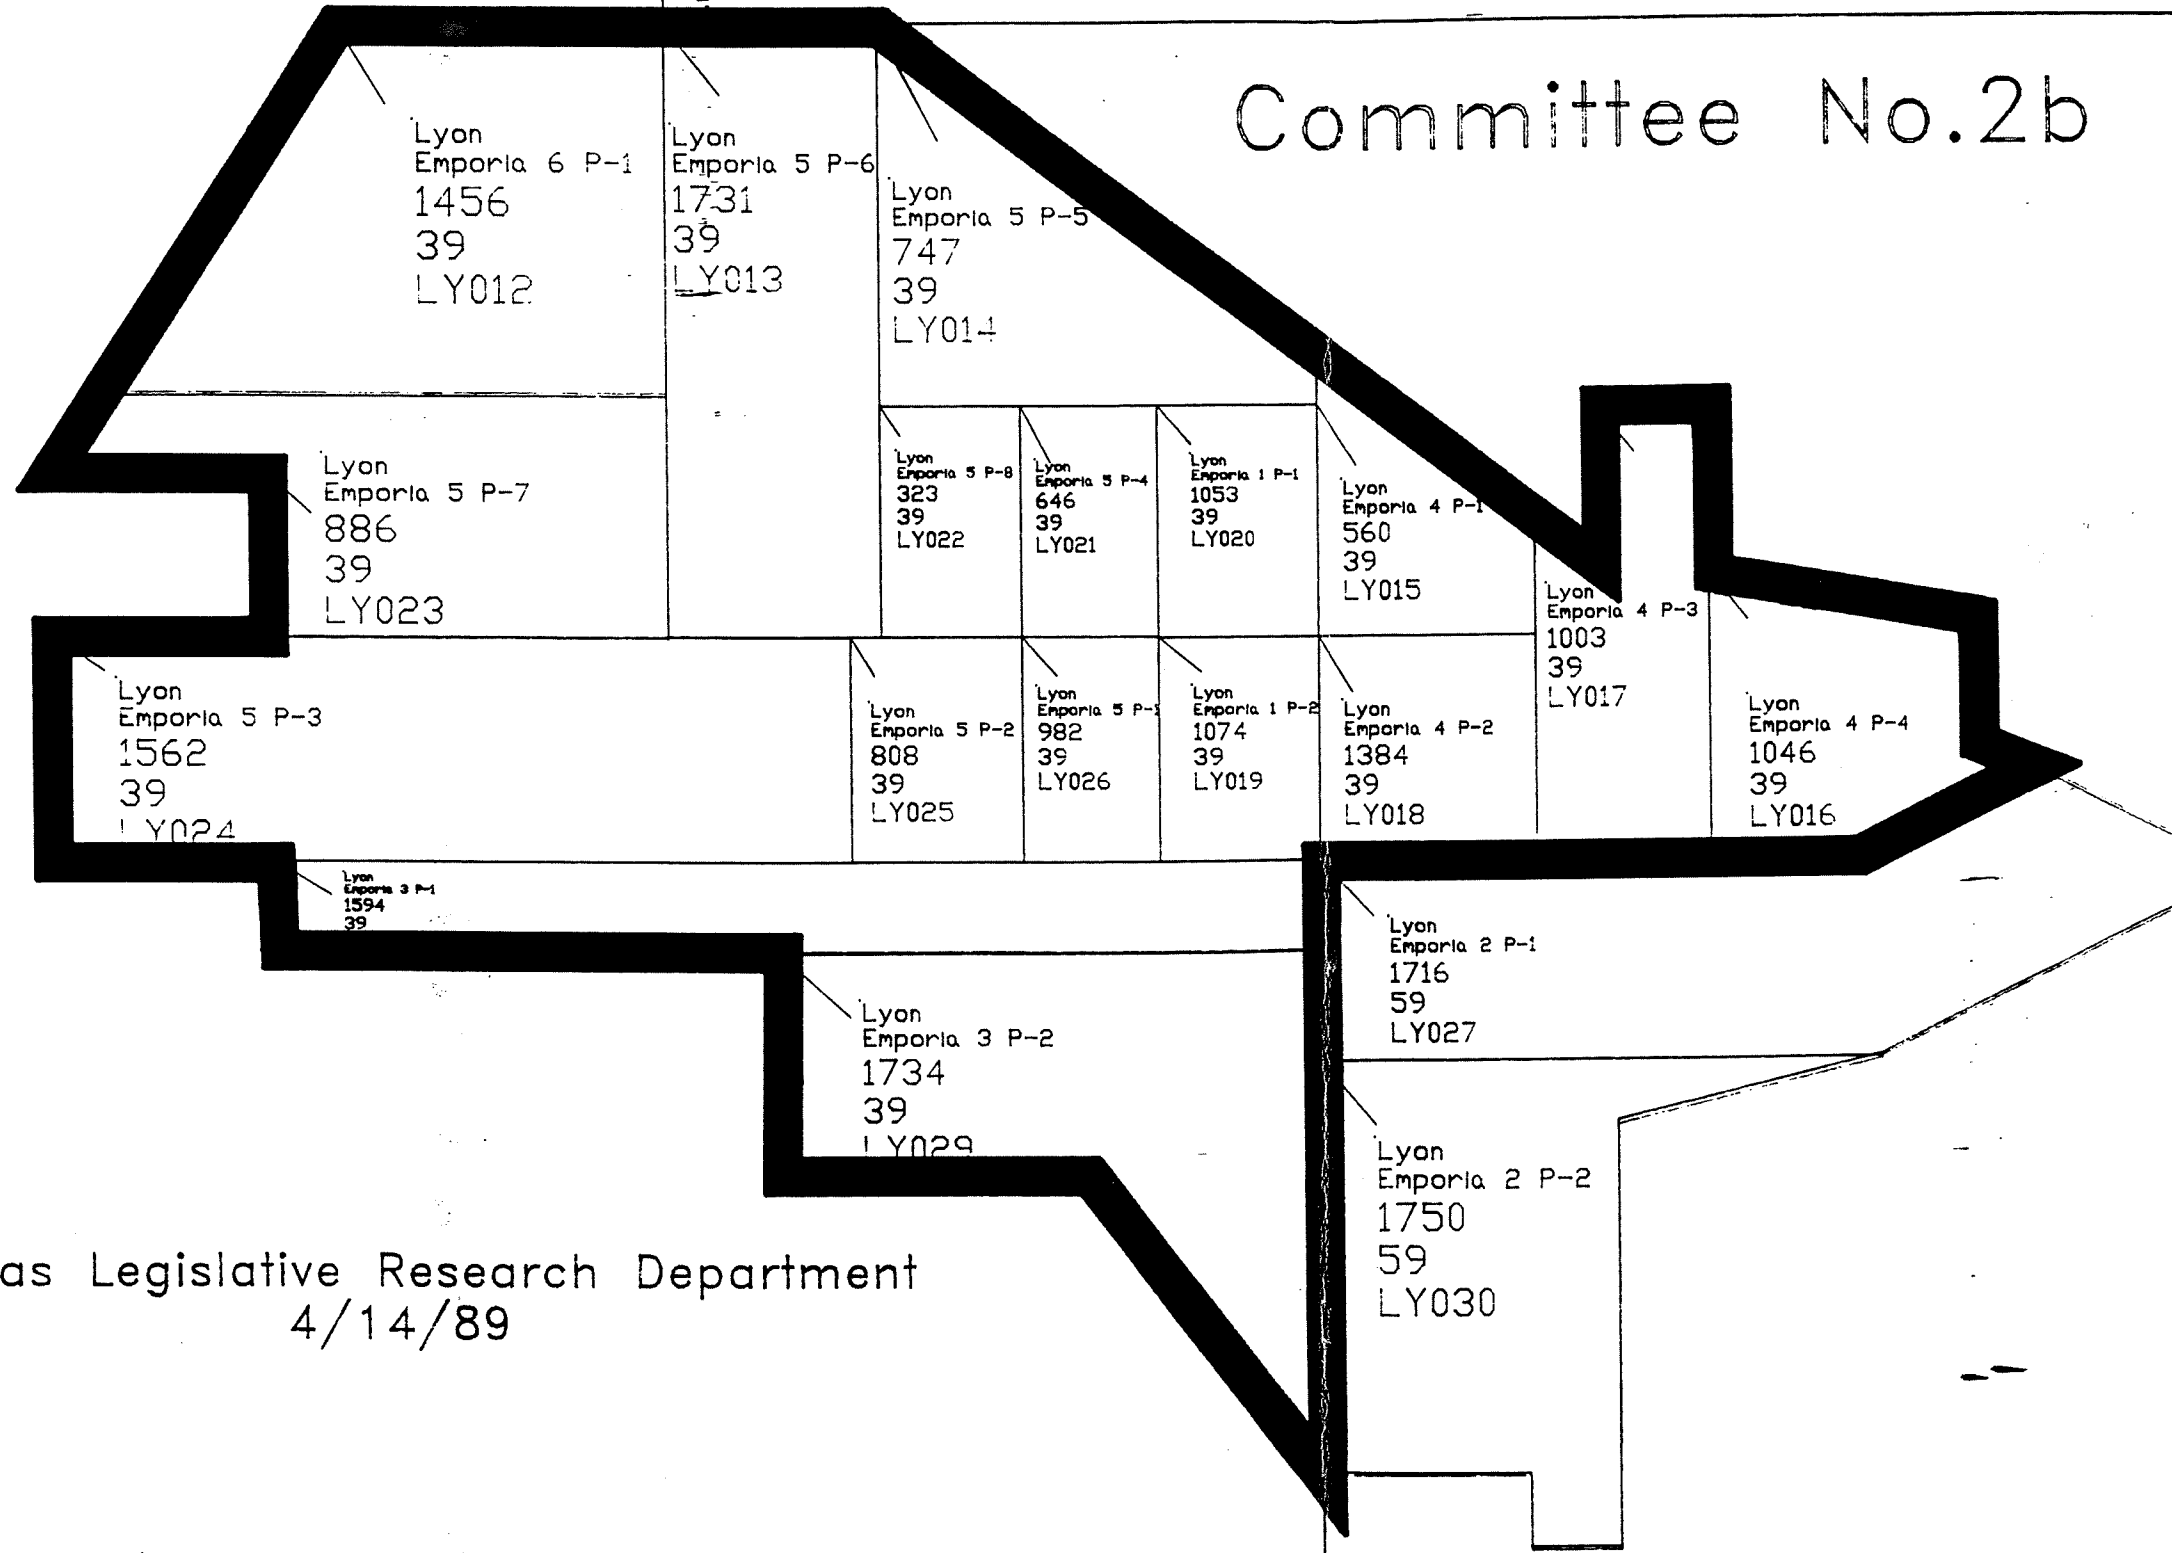 Committee No.2b
Lyon
Emporia 6 P-1
1456
39
LY012
Lyon
Emporia 5 P-6
1731
39
LY013
Lyon
Emporia 5 P-5
747
39
LY014
Lyon
Emporia 5 P-7
886
39
LY023
Lyon
Emporia 5 P-8
323
39
LY022
Lyon
Emporia 5 P-4
646
39
LY021
Lyon
Emporia 1 P-1
1053
39
LY020
Lyon
Emporia 4 P-1
560
39
LY015
Lyon
Emporia 4 P-3
1003
39
LY017
Lyon
Emporia 5 P-3
1562
39
LY024
Lyon
Emporia 5 P-2
808
39
LY025
Lyon
Emporia 5 P-1
982
39
LY026
Lyon
Emporia 1 P-2
1074
39
LY019
Lyon
Emporia 4 P-2
1384
39
LY018
Lyon
Emporia 4 P-4
1046
39
LY016
Lyon
Emporia 3 P-1
1594
39
Lyon
Emporia 2 P-1
1716
59
LY027
Lyon
Emporia 3 P-2
1734
39
LY029
Lyon
Emporia 2 P-2
1750
59
LY030
as Legislative Research Department
4/14/89